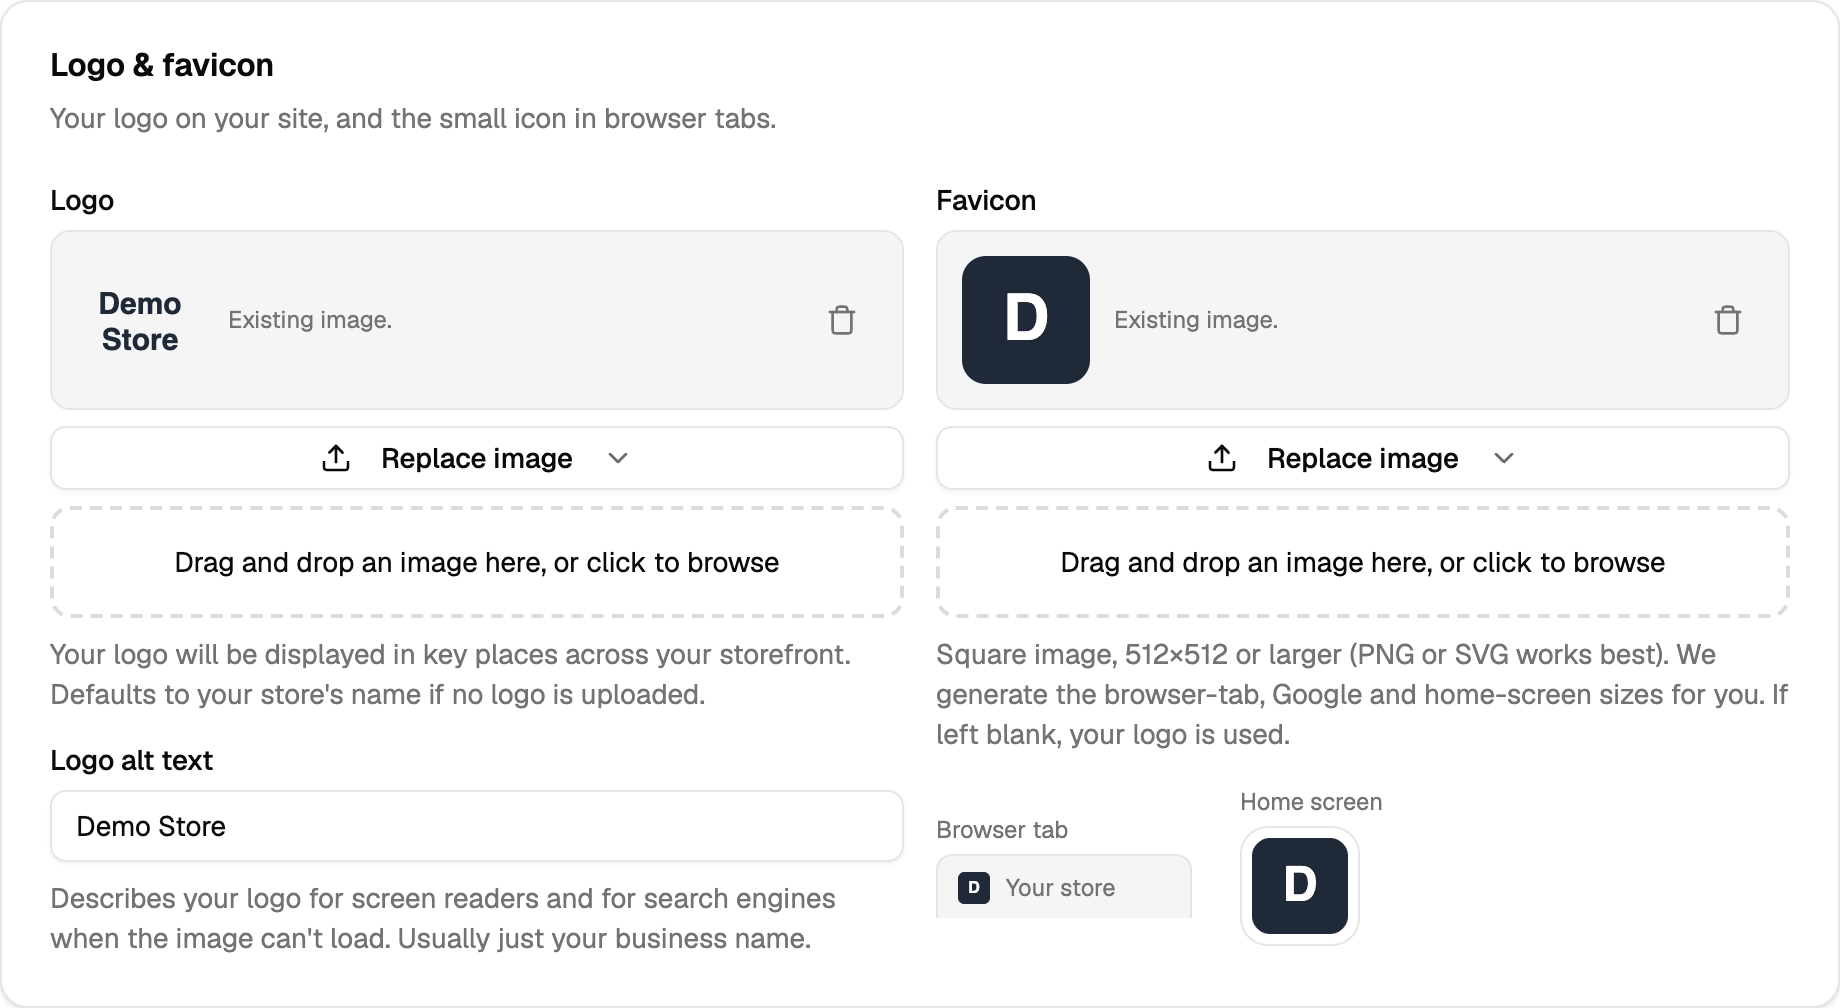 Logo & favicon
Your logo on your site, and the small icon in browser tabs.
Logo
Demo
Store
Existing image.
Replace image
Drag and drop an image here, or click to browse
Your logo will be displayed in key places across your storefront.
Defaults to your store's name if no logo is uploaded.
Logo alt text
Demo Store
Describes your logo for screen readers and for search engines
when the image can't load. Usually just your business name.
Favicon
D
Existing image.
Replace image
Drag and drop an image here, or click to browse
Square image, 512×512 or larger (PNG or SVG works best). We
generate the browser-tab, Google and home-screen sizes for you. If
left blank, your logo is used.
Browser tab
D Your store
Home screen
D